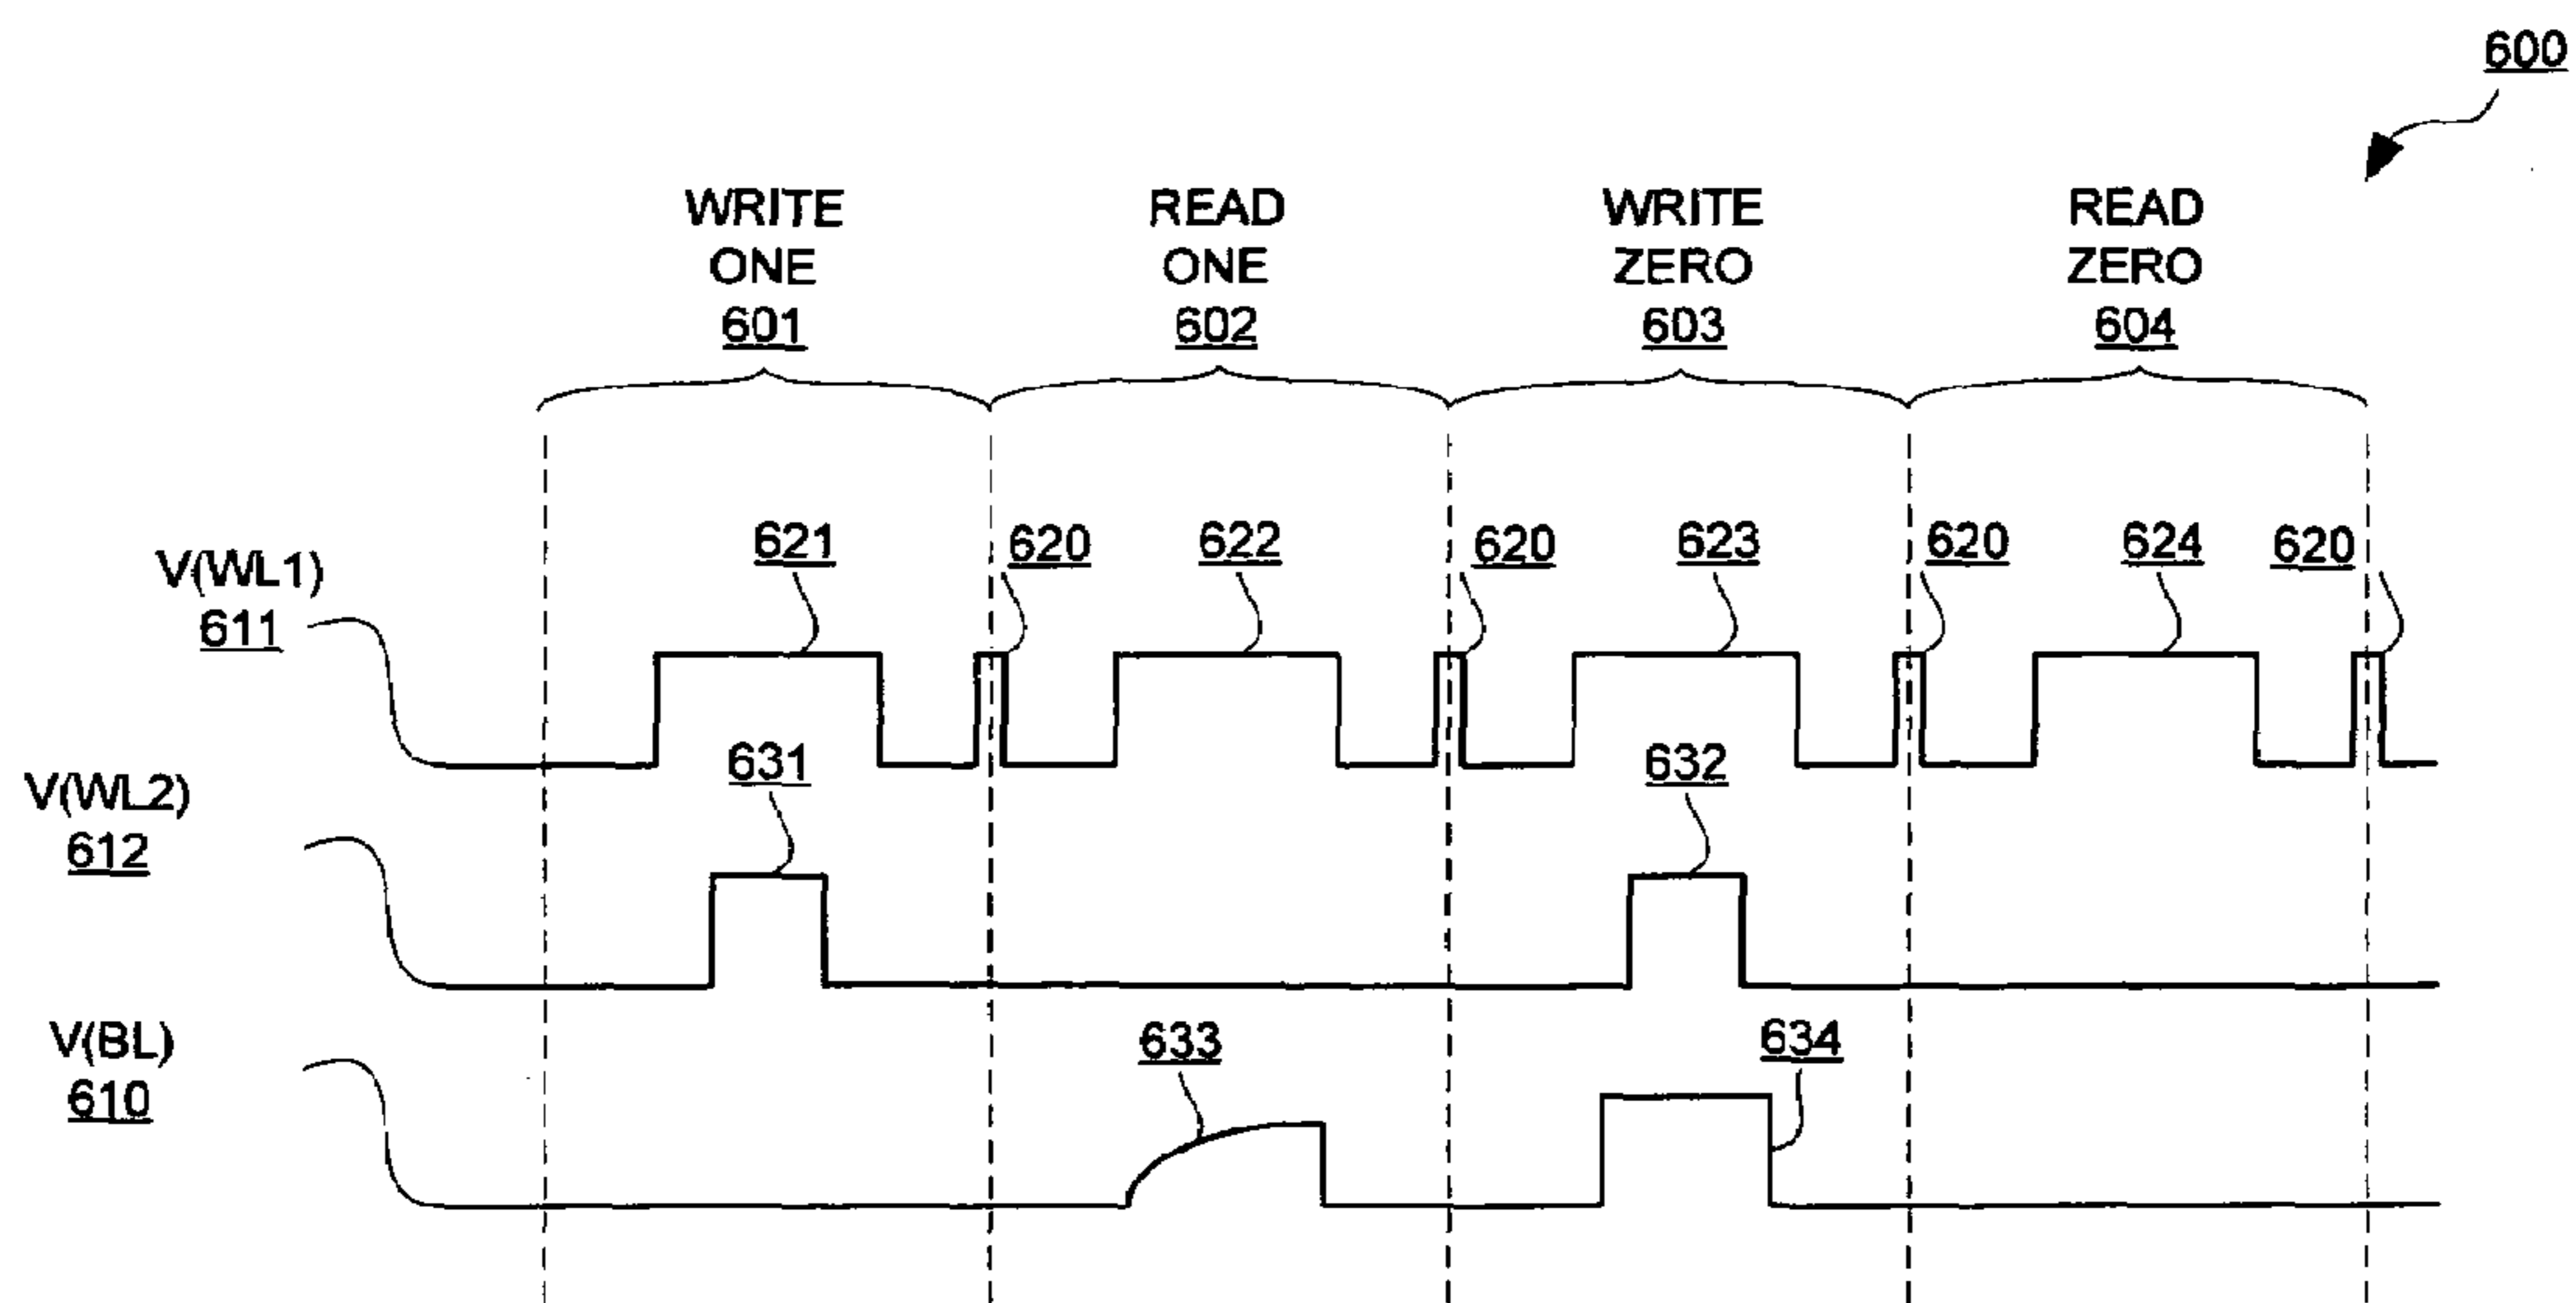 600
WRITE
ONE
601
READ
ONE
602
WRITE
ZERO
603
READ
ZERO
604
621
620
622
620
623
620
624
620
V(WL1)
611
631
632
V(WL2)
612
633
634
V(BL)
610